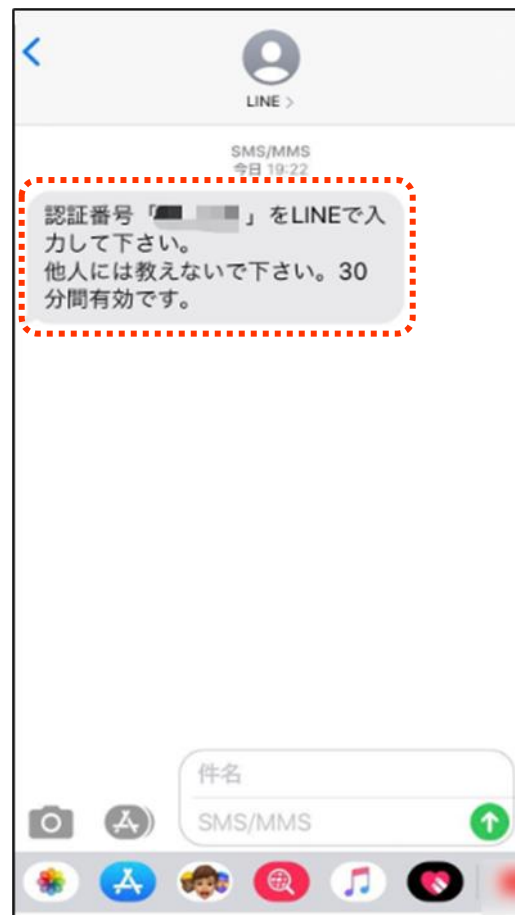 LINE >
SMS/MMS
今日 19:22
認証番号「 」をLINEで入
力して下さい。
他人には教えないで下さい。30
分間有効です。
件名
SMS/MMS